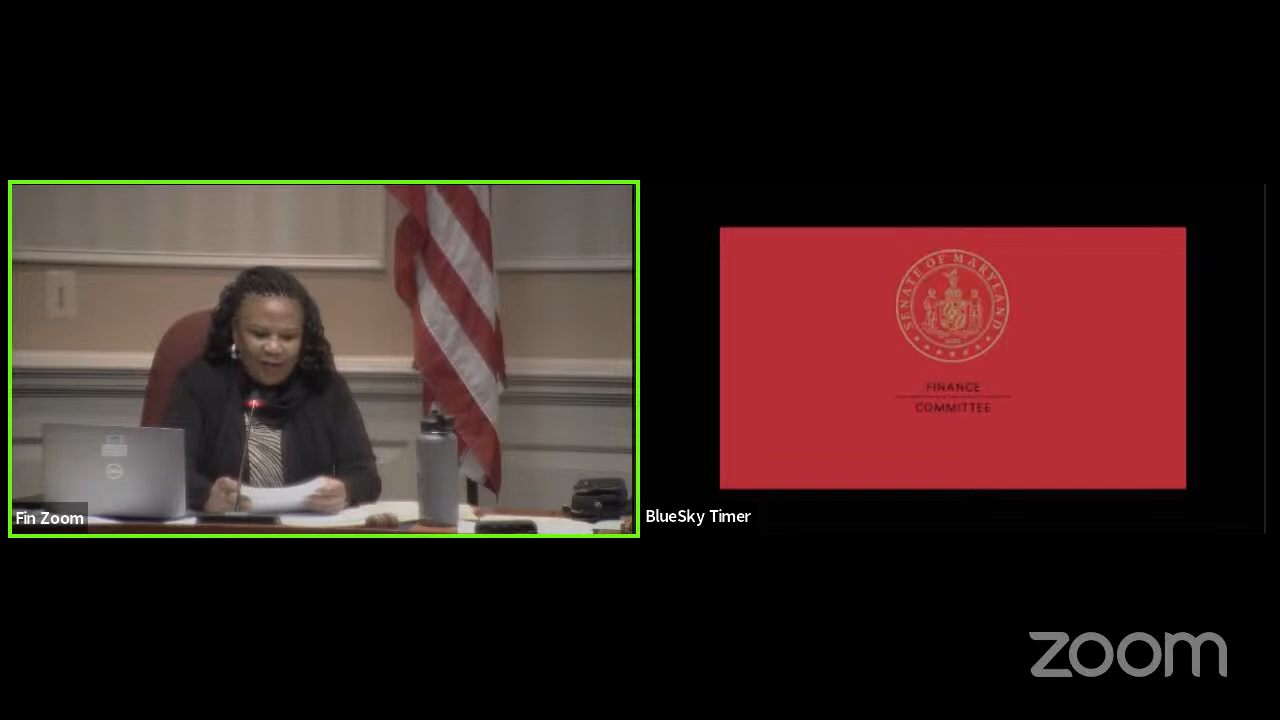 Fin Zoom
SENATE OF MARYLAND
FINANCE
COMMITTEE
BlueSky Timer
zoom